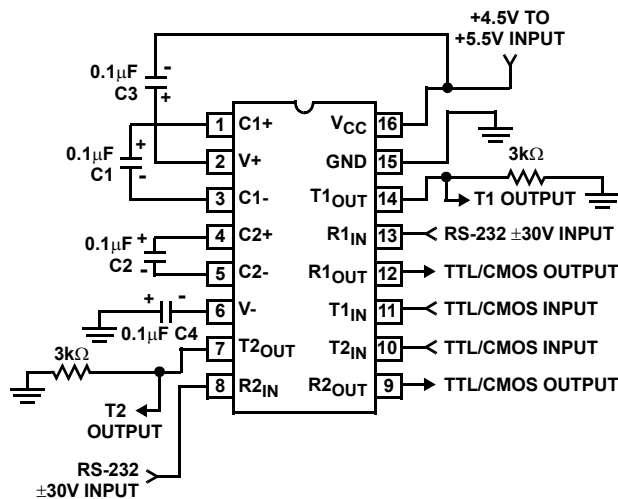 +4.5V TO
+5.5V INPUT
0.1µF
C3
-
+
1 C1+
VCC 16
0.1µF
C1
+
-
2 V+
GND 15
3kΩ
3 C1-
T1OUT 14
T1 OUTPUT
0.1µF
C2
+
-
4 C2+
R1IN 13
RS-232 ±30V INPUT
5 C2-
R1OUT 12
TTL/CMOS OUTPUT
+ -
0.1µF C4
6 V-
T1IN 11
TTL/CMOS INPUT
3kΩ
7 T2OUT
T2IN 10
TTL/CMOS INPUT
8 R2IN
R2OUT 9
TTL/CMOS OUTPUT
T2
OUTPUT
RS-232
±30V INPUT